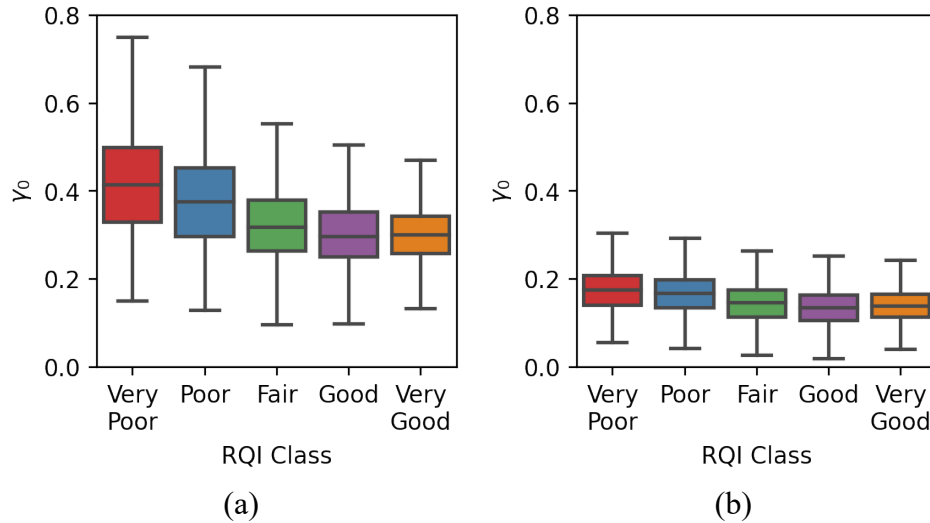 0.8
0.6
0.4
0.2
0.0
γ₀
Very Poor Fair Good Very
Poor Good
RQI Class
(a)
0.8
0.6
0.4
0.2
0.0
γ₀
Very Poor Fair Good Very
Poor Good
RQI Class
(b)